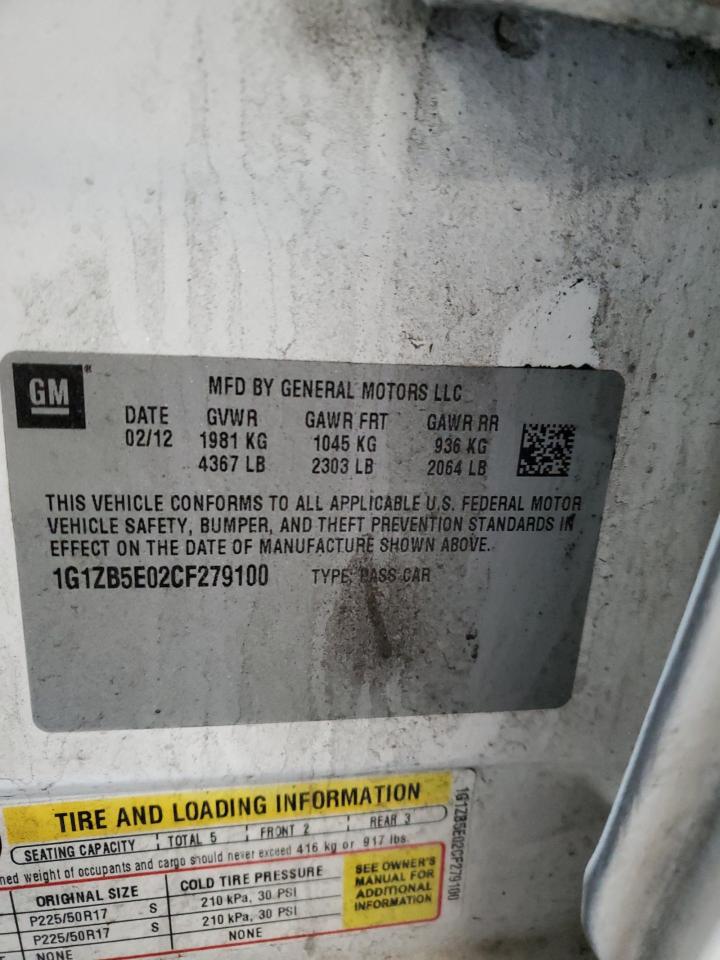 GM
MFD BY GENERAL MOTORS LLC
DATE GVWR GAWR FRT GAWR RR
02/12 1981 KG 1045 KG 936 KG
4367 LB 2303 LB 2064 LB
THIS VEHICLE CONFORMS TO ALL APPLICABLE U.S. FEDERAL MOTOR
VEHICLE SAFETY, BUMPER, AND THEFT PREVENTION STANDARDS IN
EFFECT ON THE DATE OF MANUFACTURE SHOWN ABOVE.
1G1ZB5E02CF279100 TYPE: PASS CAR
TIRE AND LOADING INFORMATION
SEATING CAPACITY TOTAL 5 FRONT 2 REAR 3
weight of occupants and cargo should never exceed 416 kg or 917 lbs.
ORIGINAL SIZE COLD TIRE PRESSURE
P225/50R17 S 210 kPa, 30 PSI
P225/50R17 S 210 kPa, 30 PSI
NONE NONE
SEE OWNER'S
MANUAL FOR
ADDITIONAL
INFORMATION
1G1ZB5E02CF279100